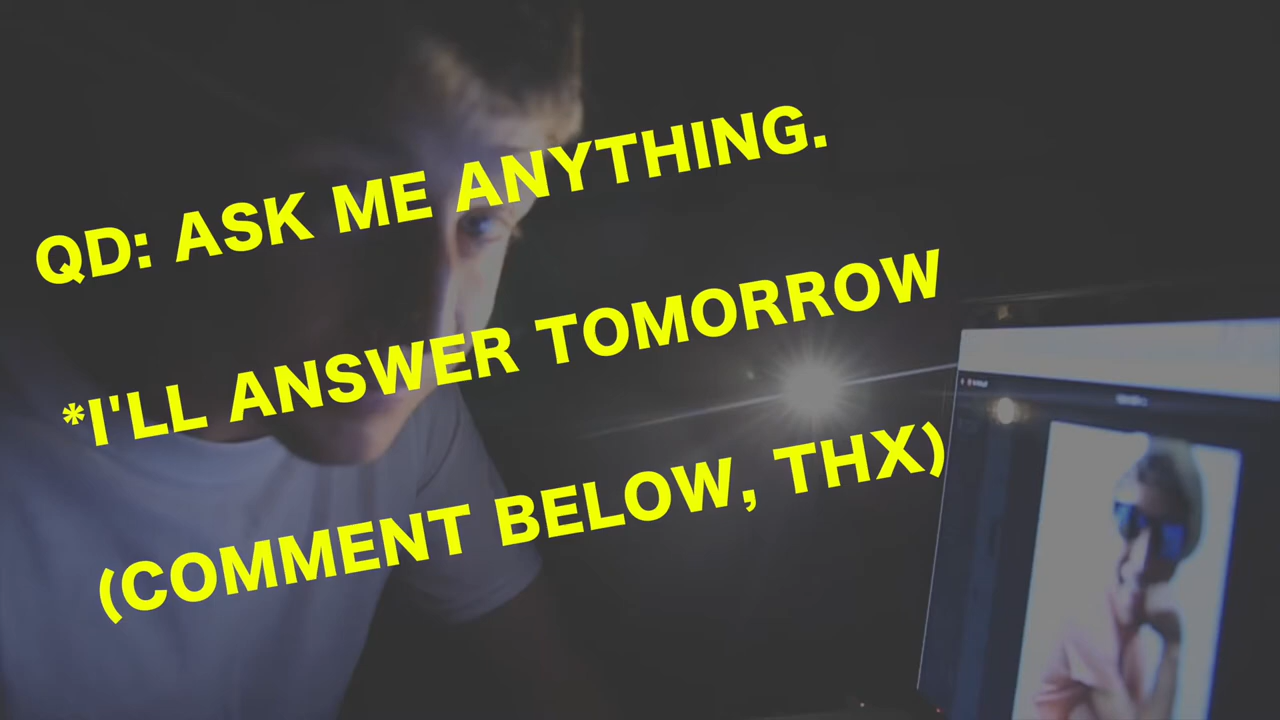 QD: ASK ME ANYTHING.
*I'LL ANSWER TOMORROW
(COMMENT BELOW, THX)